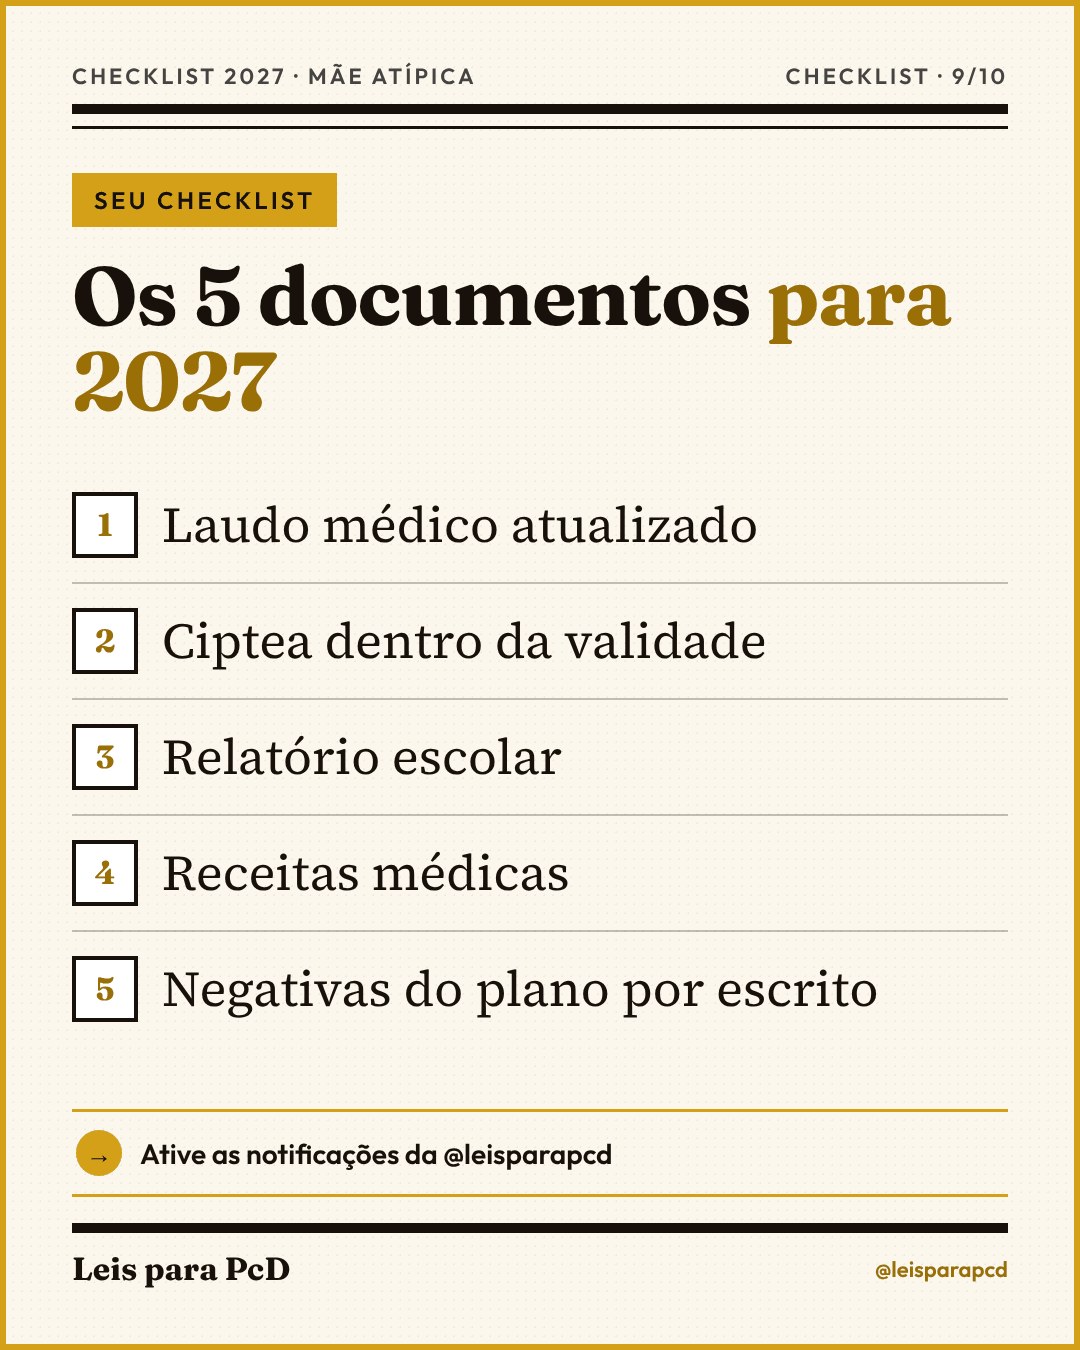 CHECKLIST 2027 · MÃE ATÍPICA
CHECKLIST · 9/10
SEU CHECKLIST
Os 5 documentos para
2027
1 Laudo médico atualizado
2 Ciptea dentro da validade
3 Relatório escolar
4 Receitas médicas
5 Negativas do plano por escrito
→ Ative as notificações da @leisparapcd
Leis para PcD
@leisparapcd